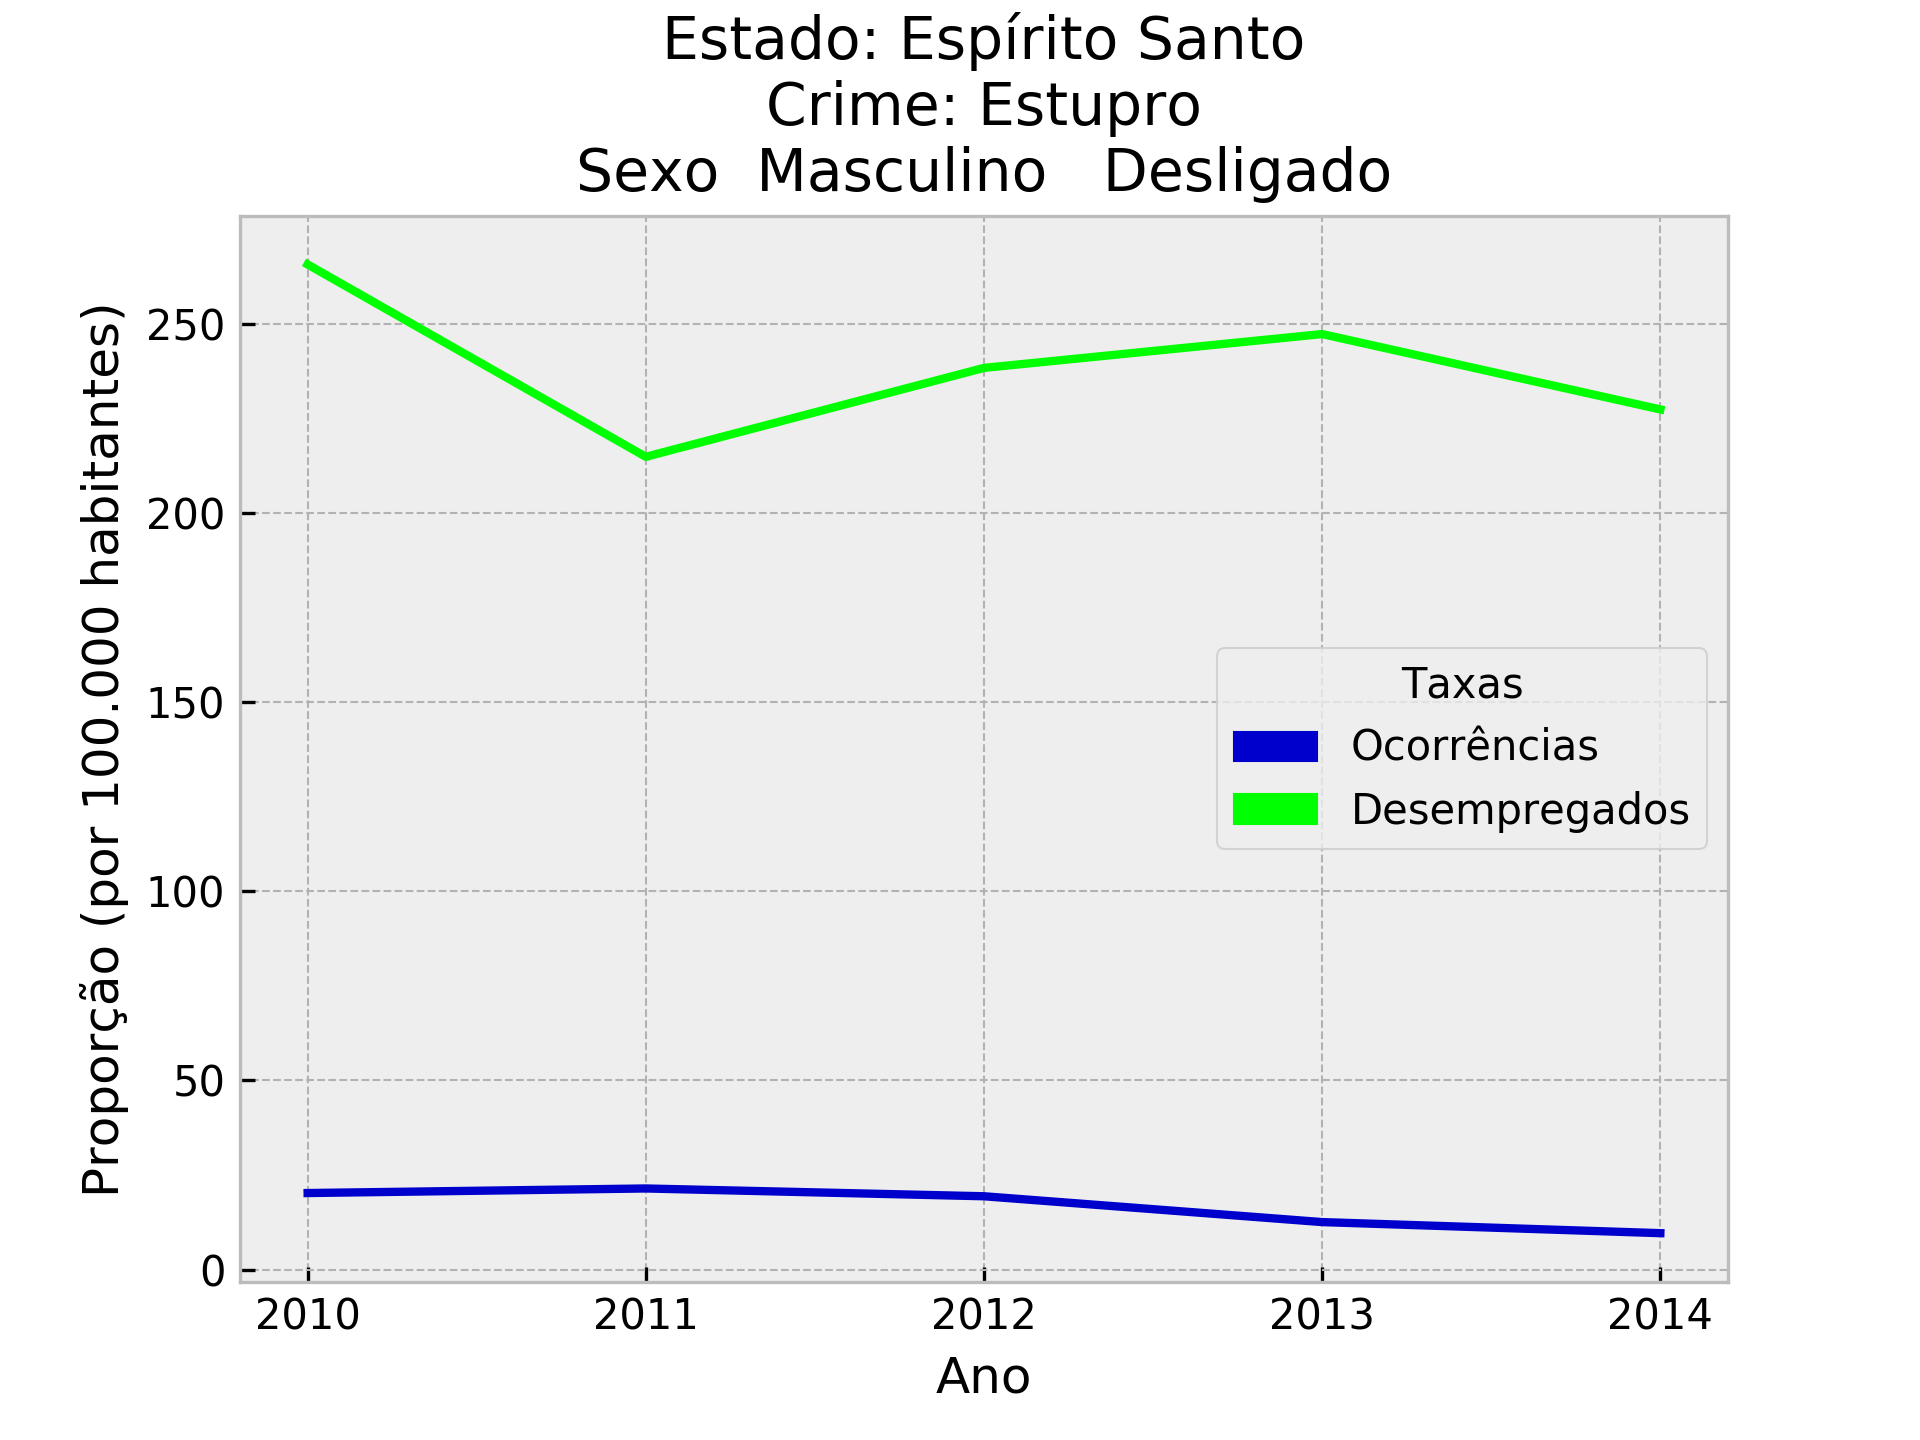 Estado: Espírito Santo
Crime: Estupro
Sexo  Masculino   Desligado
Proporção (por 100.000 habitantes)
250
200
150
100
50
0
Taxas
Ocorrências
Desempregados
2010 2011 2012 2013 2014
Ano